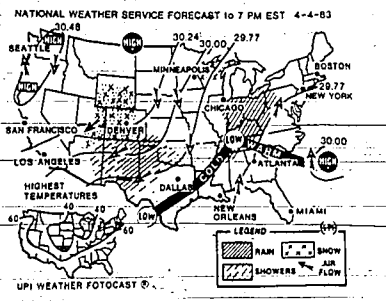 NATIONAL WEATHER SERVICE FORECAST to 7 PM EST 4-4-83
30.48
30.24
30.00
29.77
SEATTLE
HIGH
HIGH
MINNEAPOLIS
BOSTON
HIGH
29.77
NEW YORK
CHICAGO
SAN FRANCISCO
DENVER
LOW
WARM
30.00
HIGH
LOS ANGELES
COLD
ATLANTA
HIGHEST
TEMPERATURES
DALLAS
LOW
NEW
ORLEANS
MIAMI
40
40
60
60
LEGEND
RAIN
SNOW
SHOWERS
AIR
FLOW
UPI WEATHER FOTOCAST ®